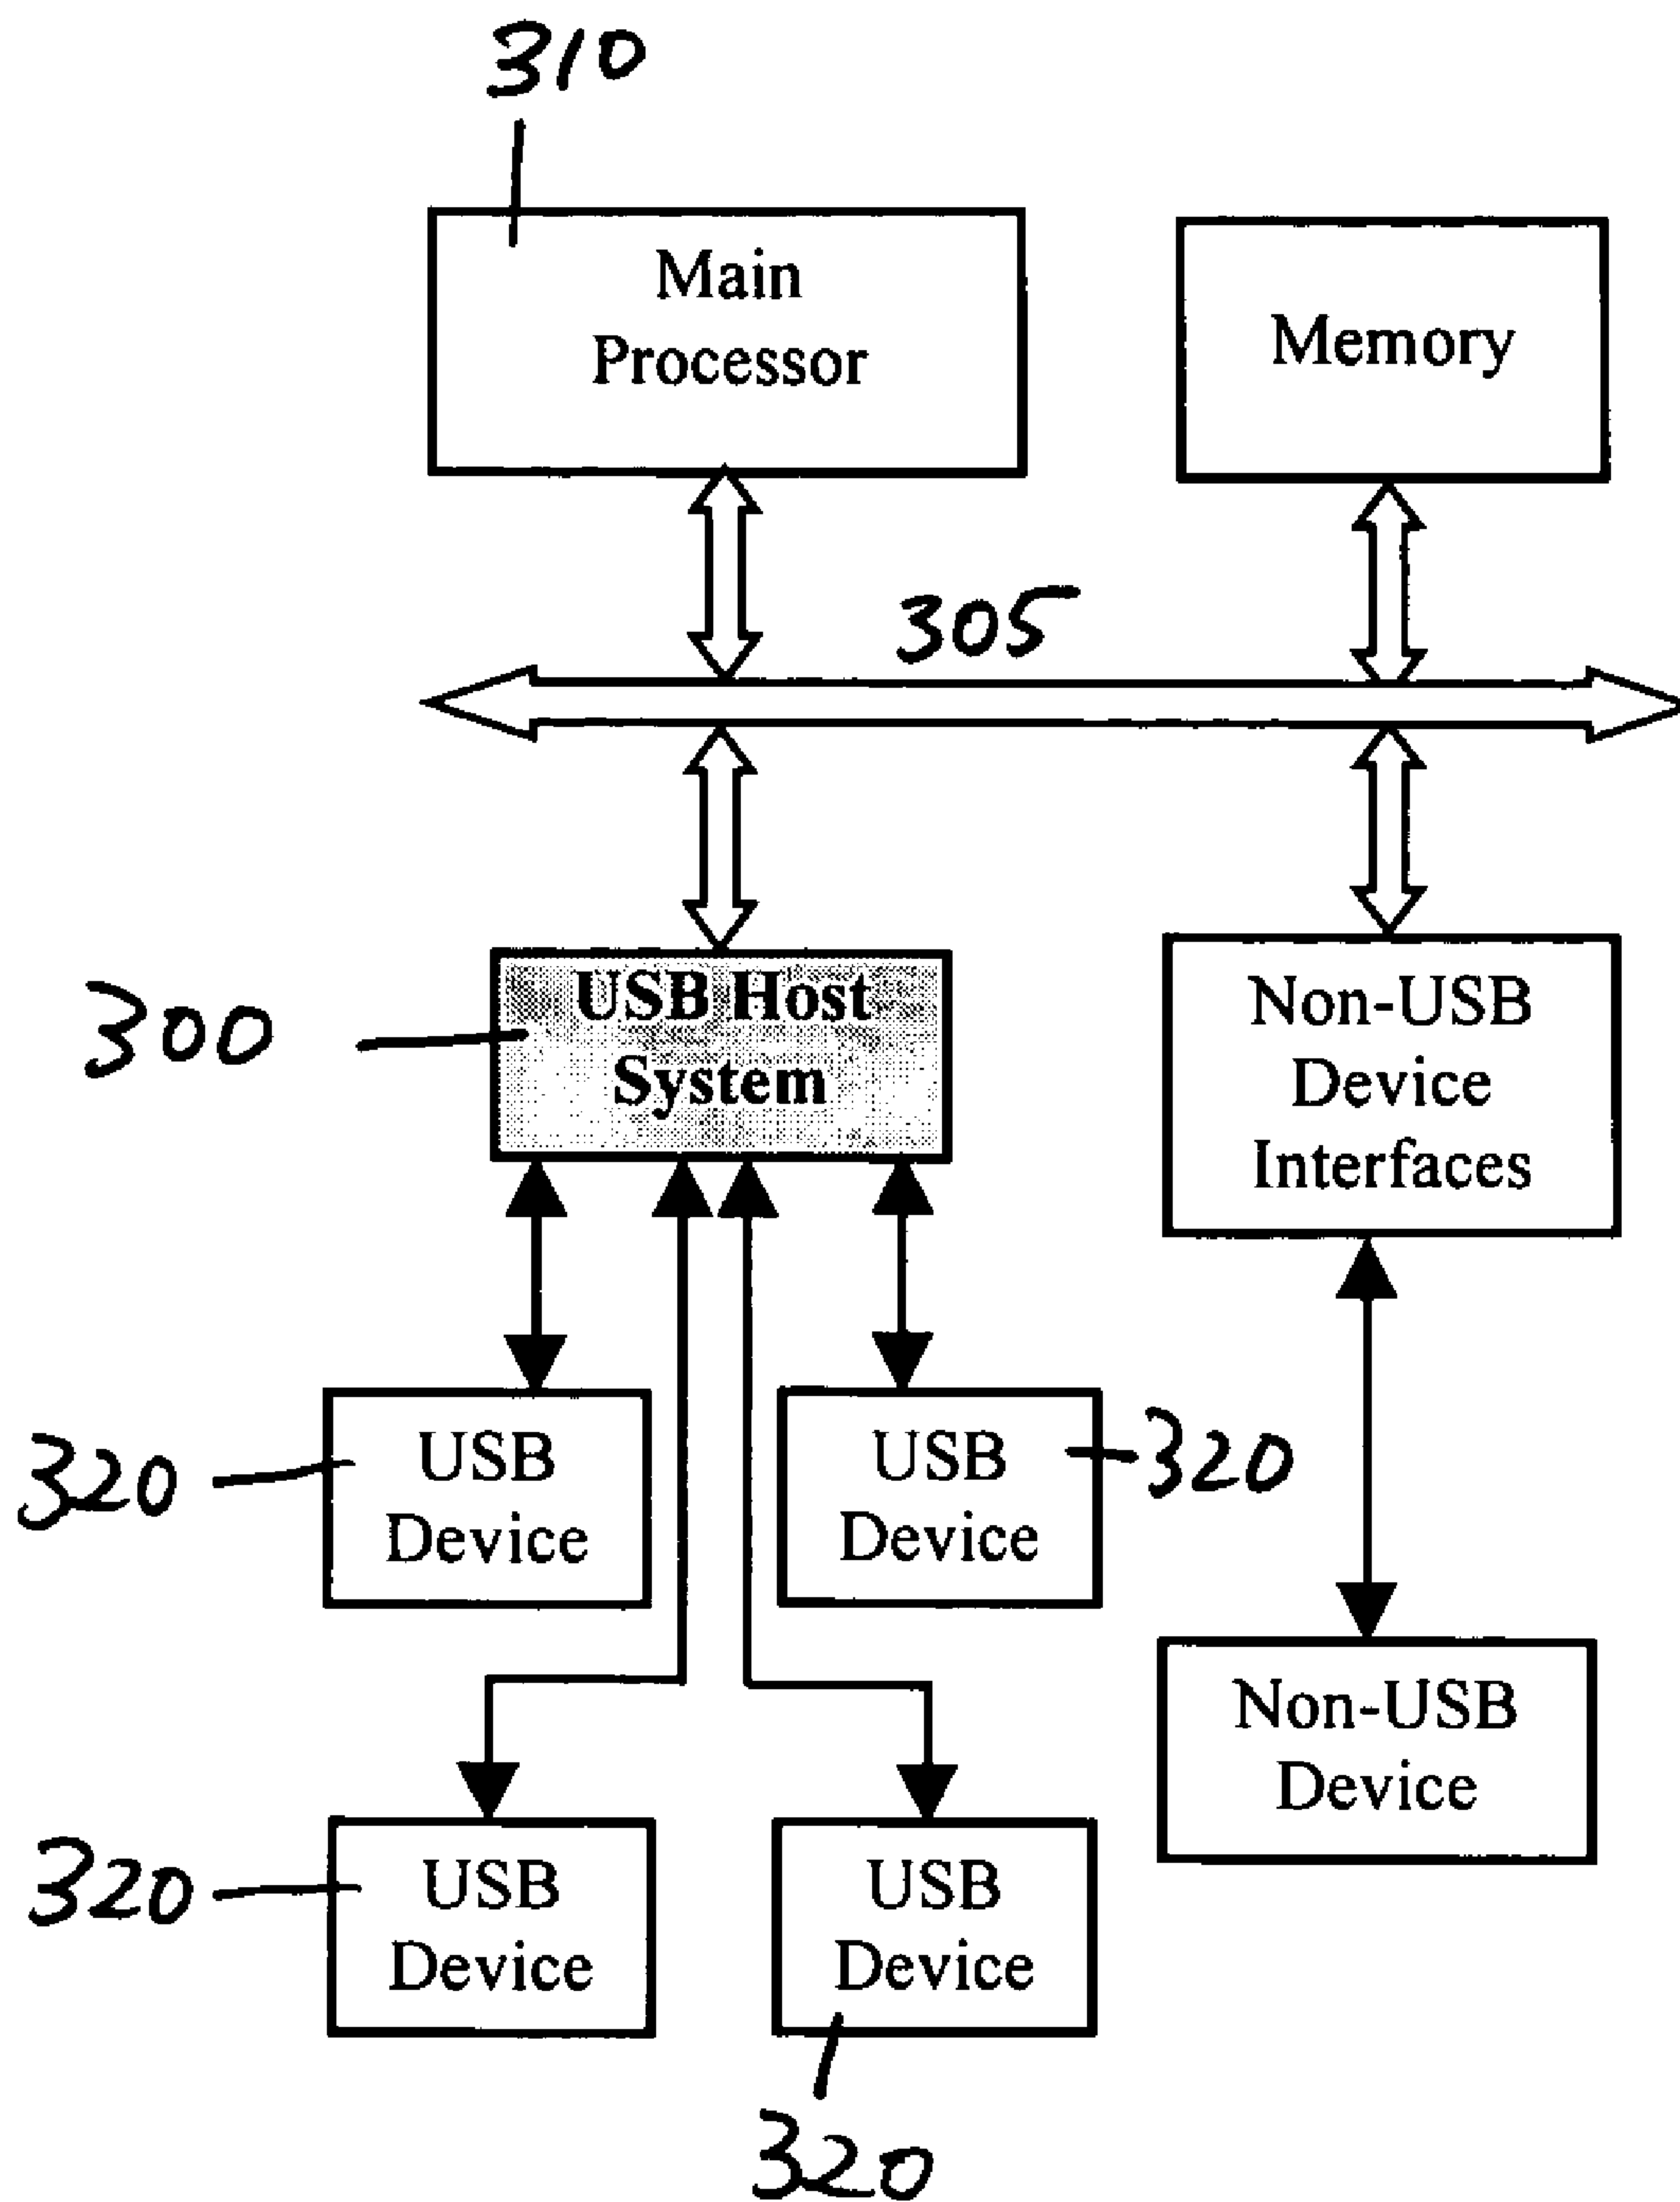 310
Main
Processor
Memory
305
300
USB Host
System
Non-USB
Device
Interfaces
320
USB
Device
USB
Device
320
Non-USB
Device
320
USB
Device
USB
Device
320